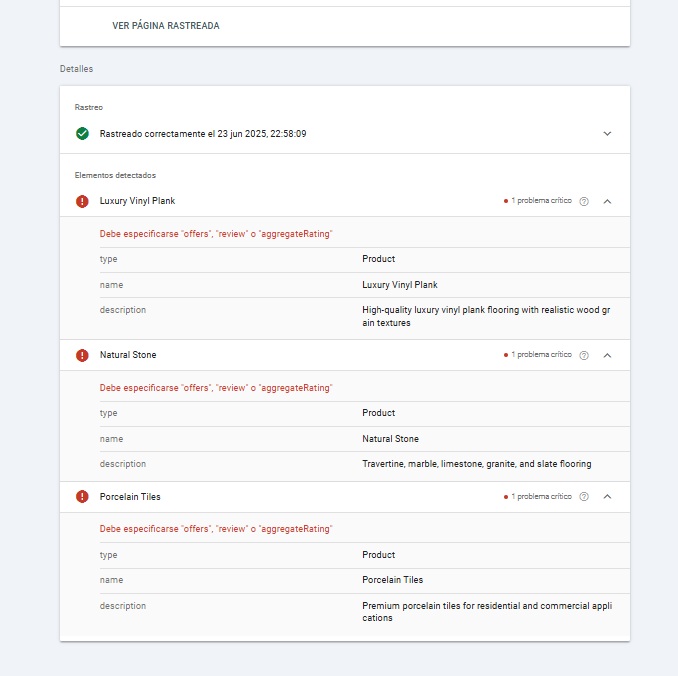 VER PÁGINA RASTREADA
Detalles
Rastreo
Rastreado correctamente el 23 jun 2025, 22:58:09
Elementos detectados
Luxury Vinyl Plank 1 problema crítico
Debe especificarse "offers", "review" o "aggregateRating"
type Product
name Luxury Vinyl Plank
description High-quality luxury vinyl plank flooring with realistic wood gr
ain textures
Natural Stone 1 problema crítico
Debe especificarse "offers", "review" o "aggregateRating"
type Product
name Natural Stone
description Travertine, marble, limestone, granite, and slate flooring
Porcelain Tiles 1 problema crítico
Debe especificarse "offers", "review" o "aggregateRating"
type Product
name Porcelain Tiles
description Premium porcelain tiles for residential and commercial appli
cations